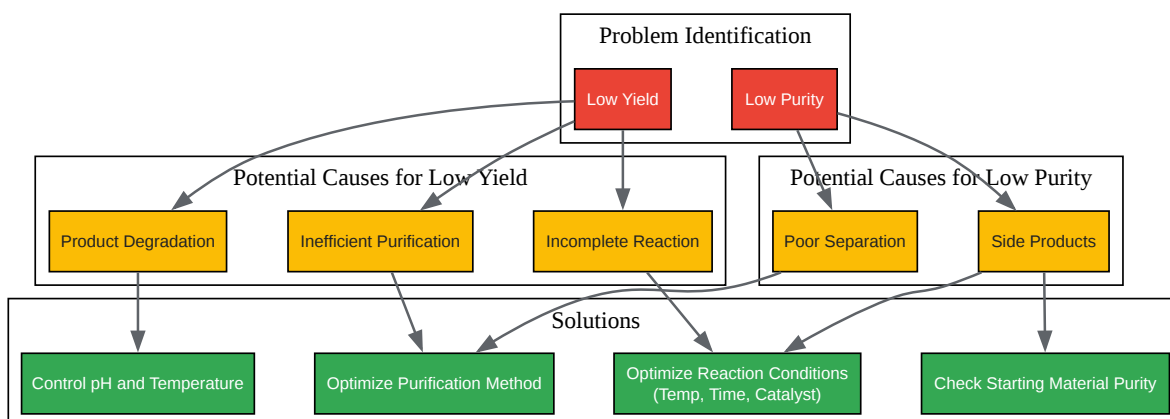 Problem Identification
Low Yield
Low Purity
Potential Causes for Low Yield
Potential Causes for Low Purity
Product Degradation
Inefficient Purification
Incomplete Reaction
Poor Separation
Side Products
Solutions
Control pH and Temperature
Optimize Purification Method
Optimize Reaction Conditions
(Temp, Time, Catalyst)
Check Starting Material Purity